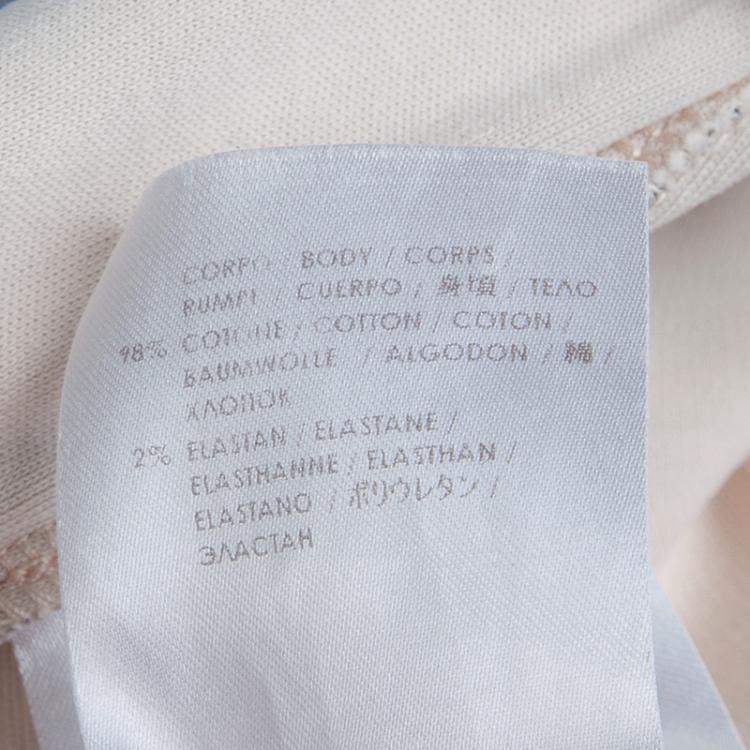 CORPO / BODY / CORPS /
RUMPF / CUERPO / 身頃 / ТЕЛО
98% COTONE / COTTON / COTON /
BAUMWOLLE / ALGODON / 綿 /
ХЛОПОК
2% ELASTAN / ELASTANE /
ELASTHANNE / ELASTHAN /
ELASTANO / ポリウレタン /
ЭЛАСТАН